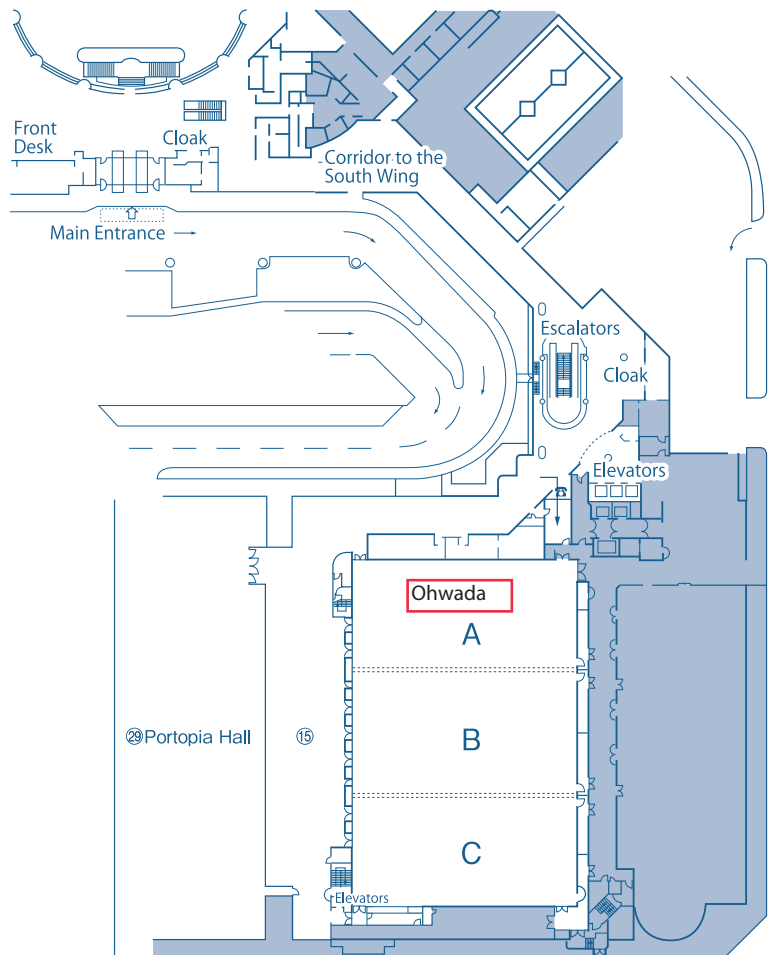 Front
Desk
Cloak
Corridor to the
South Wing
Main Entrance
Escalators
Cloak
Elevators
Ohwada
A
B
㉙Portopia Hall
⑮
C
Elevators